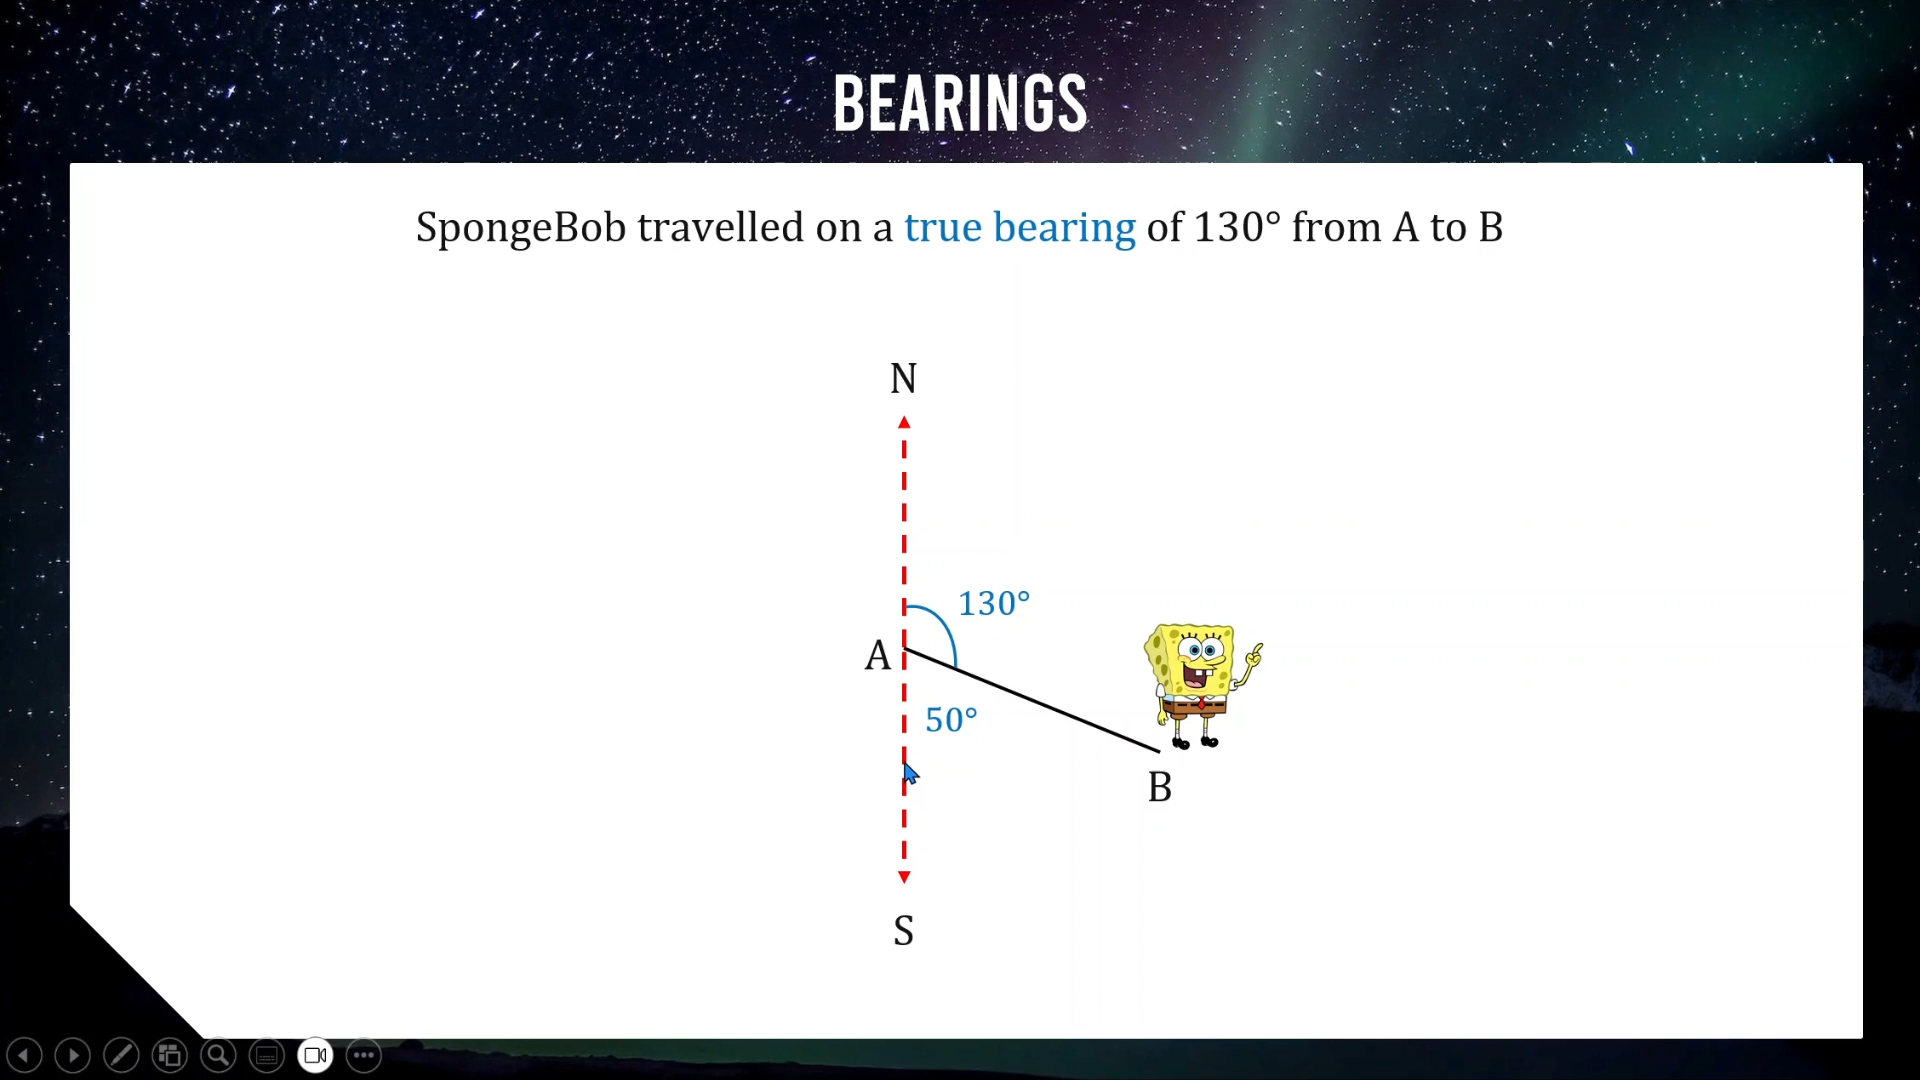 BEARINGS
SpongeBob travelled on a true bearing of 130° from A to B
N
130°
A
50°
B
S